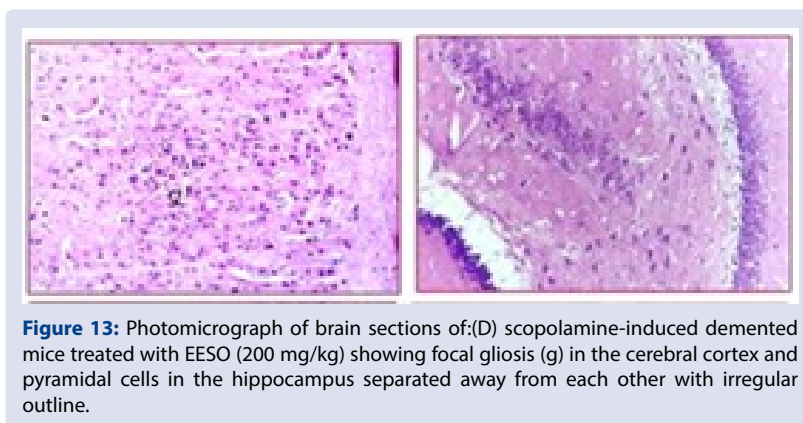 g
Figure 13: Photomicrograph of brain sections of:(D) scopolamine-induced demented
mice treated with EESO (200 mg/kg) showing focal gliosis (g) in the cerebral cortex and
pyramidal cells in the hippocampus separated away from each other with irregular
outline.